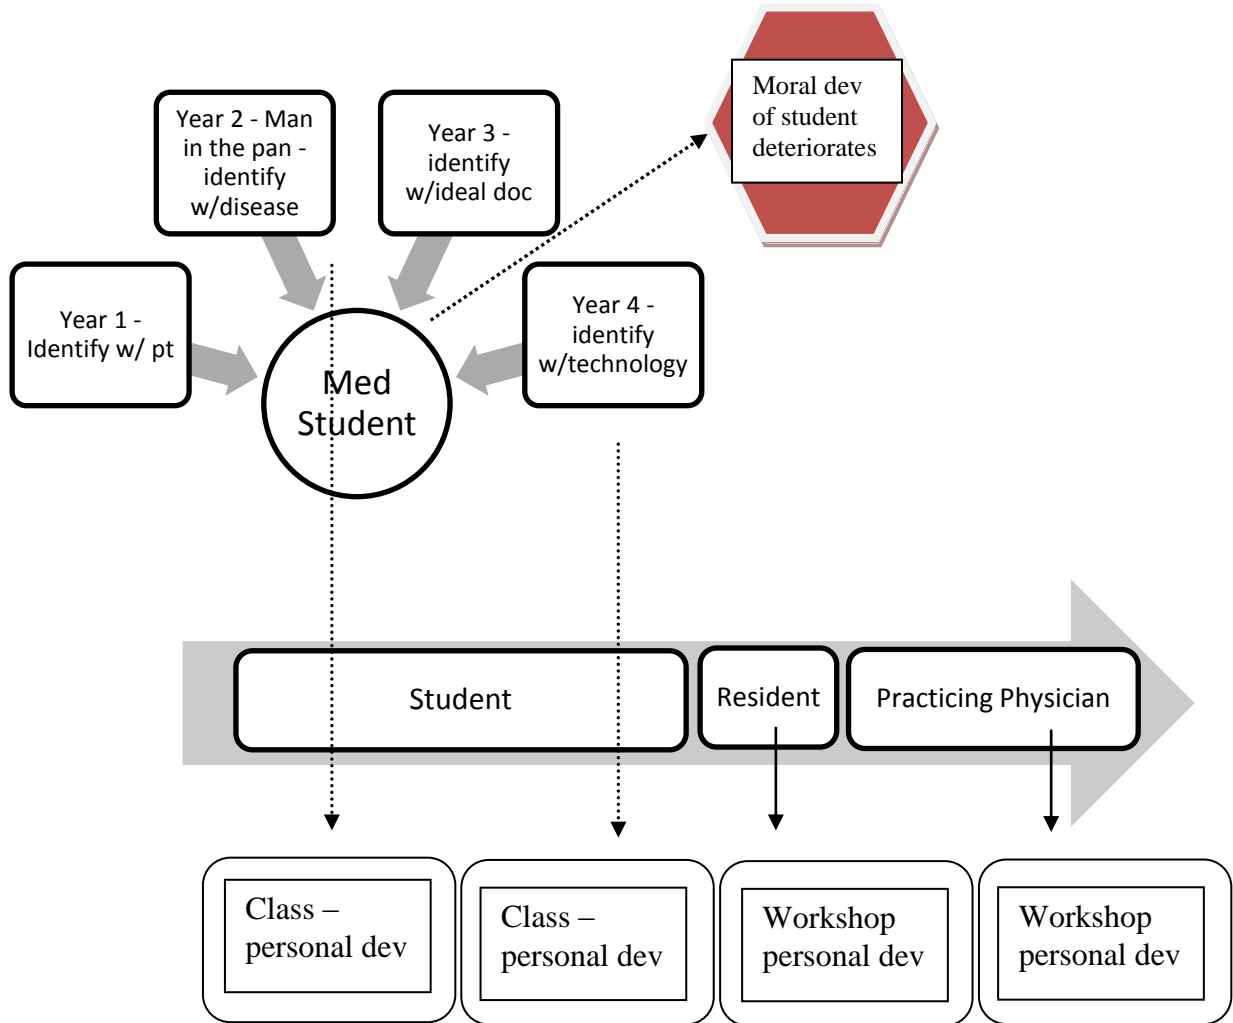 Moral dev
of student
deteriorates
Year 2 - Man
in the pan -
identify
w/disease
Year 3 -
identify
w/ideal doc
Year 1 -
Identify w/ pt
Year 4 -
identify
w/technology
Med
Student
Student
Resident
Practicing Physician
Class –
personal dev
Class –
personal dev
Workshop
personal dev
Workshop
personal dev